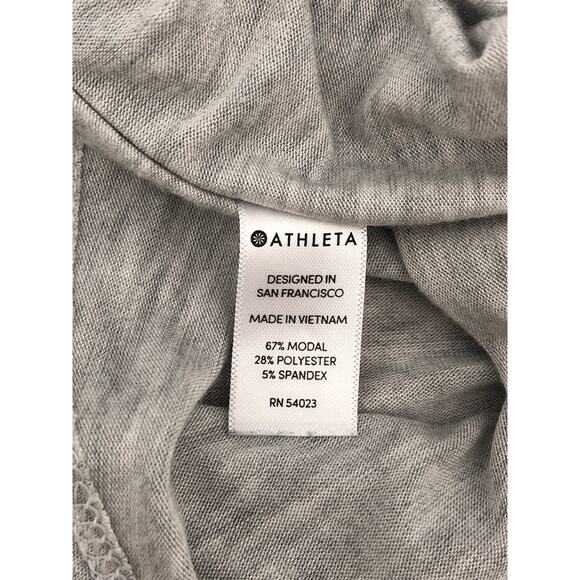 ATHLETA
DESIGNED IN
SAN FRANCISCO
MADE IN VIETNAM
67% MODAL
28% POLYESTER
5% SPANDEX
RN 54023